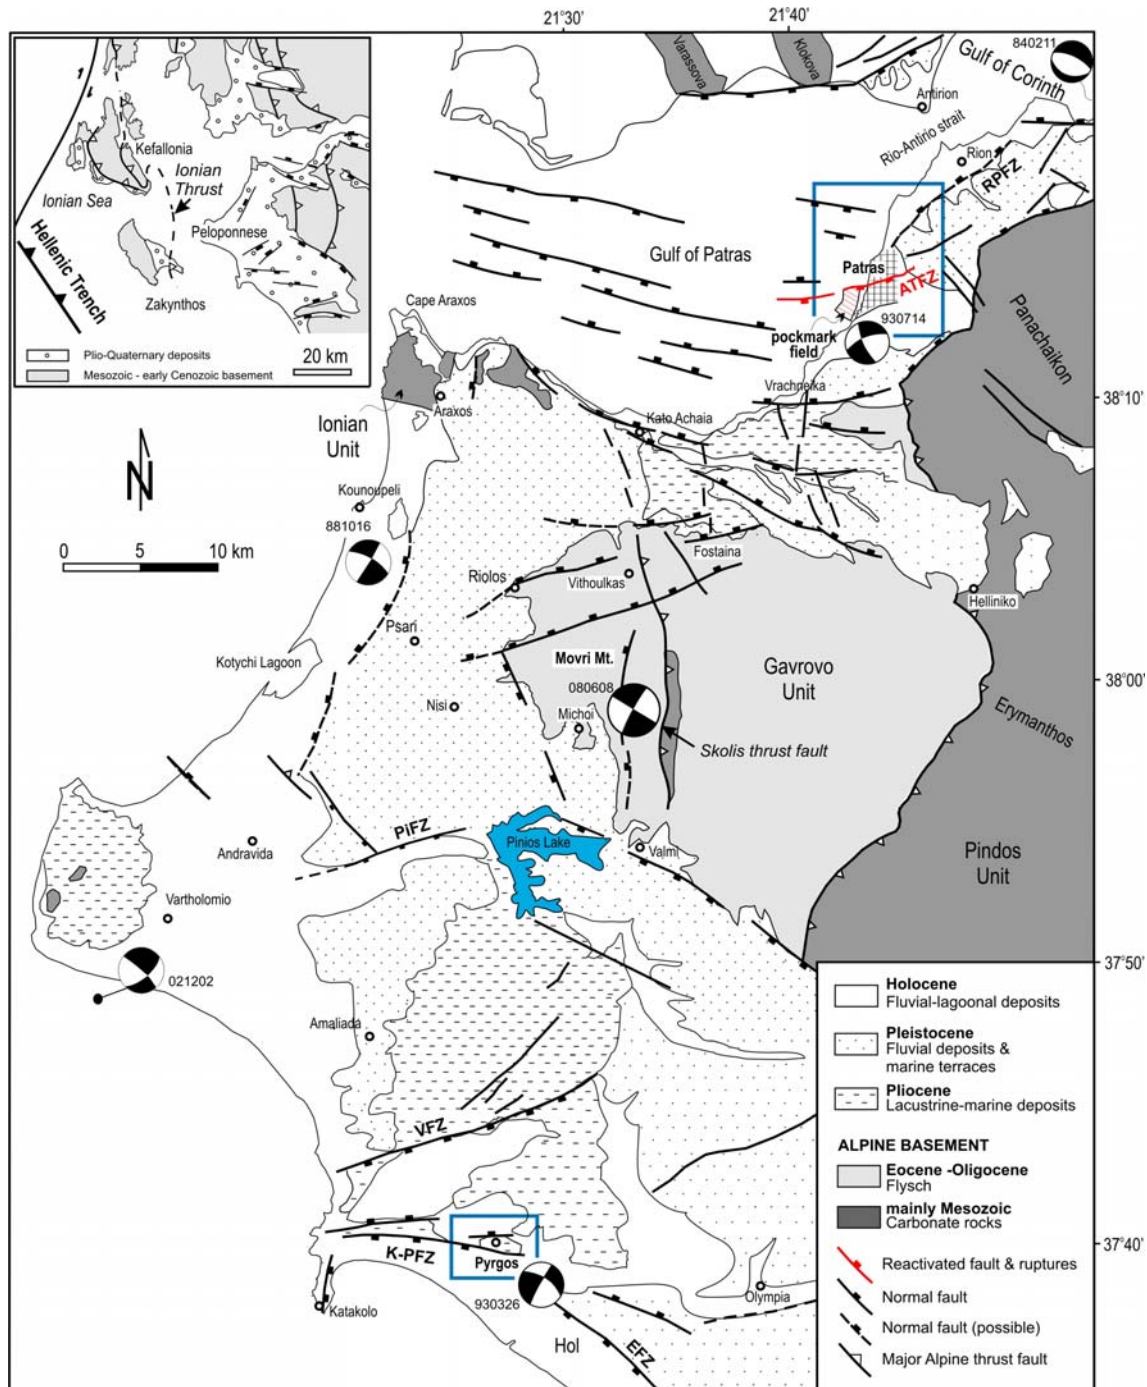 21°30'
21°40'
Varassova
Klokova
840211
Gulf of Corinth
Antirion
Rio-Antirio strait
Rion
RPFZ
Kefallonia
Ionian
Thrust
Ionian Sea
Peloponnese
Hellenic Trench
Zakynthos
Plio-Quaternary deposits
Mesozoic - early Cenozoic basement
20 km
Gulf of Patras
Patras
ATFZ
930714
pockmark
field
Panachaikon
Cape Araxos
Vrachneika
38°10'
Araxos
Kato Achaia
Ionian
Unit
N
Kounoupeli
881016
0 5 10 km
Fostaina
Riolos
Vithoulkas
Helliniko
Psari
Kotychi Lagoon
Movri Mt.
Gavrovo
Unit
38°00'
080608
Nisi
Michoi
Erymanthos
Skolis thrust fault
PiFZ
Andravida
Pinios Lake
Valmi
Pindos
Unit
Vartholomio
021202
37°50'
Amaliada
VFZ
K-PFZ
Pyrgos
37°40'
930326
Katakolo
Olympia
Hol
EFZ
Holocene
Fluvial-lagoonal deposits
Pleistocene
Fluvial deposits &
marine terraces
Pliocene
Lacustrine-marine deposits
ALPINE BASEMENT
Eocene -Oligocene
Flysch
mainly Mesozoic
Carbonate rocks
Reactivated fault & ruptures
Normal fault
Normal fault (possible)
Major Alpine thrust fault